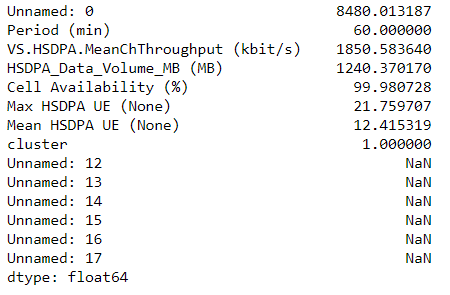 Unnamed: 0 8480.013187
Period (min) 60.000000
VS.HSDPA.MeanChThroughput (kbit/s) 1850.583640
HSDPA_Data_Volume_MB (MB) 1240.370170
Cell Availability (%) 99.980728
Max HSDPA UE (None) 21.759707
Mean HSDPA UE (None) 12.415319
cluster 1.000000
Unnamed: 12 NaN
Unnamed: 13 NaN
Unnamed: 14 NaN
Unnamed: 15 NaN
Unnamed: 16 NaN
Unnamed: 17 NaN
dtype: float64